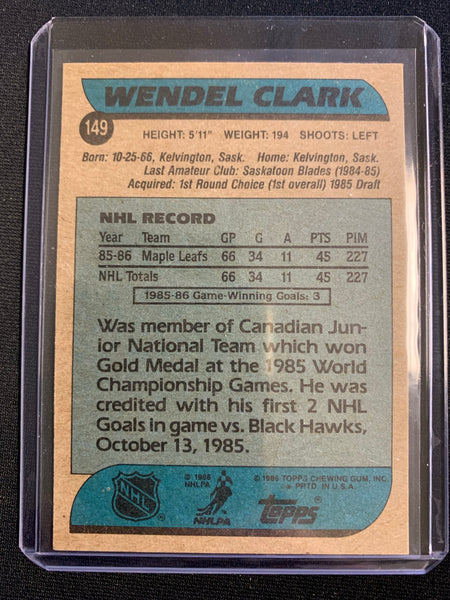 WENDEL CLARK
149
HEIGHT: 5'11" WEIGHT: 194 SHOOTS: LEFT
Born: 10-25-66, Kelvington, Sask. Home: Kelvington, Sask.
Last Amateur Club: Saskatoon Blades (1984-85)
Acquired: 1st Round Choice (1st overall) 1985 Draft
NHL RECORD
Year Team GP G A PTS PIM
85-86 Maple Leafs 66 34 11 45 227
NHL Totals 66 34 11 45 227
1985-86 Game-Winning Goals: 3
Was member of Canadian Jun-
ior National Team which won
Gold Medal at the 1985 World
Championship Games. He was
credited with his first 2 NHL
Goals in game vs. Black Hawks,
October 13, 1985.
NHL
© 1986
NHLPA
NHLPA
© 1986 TOPPS CHEWING GUM, INC.
PRTD. IN U.S.A.
topps